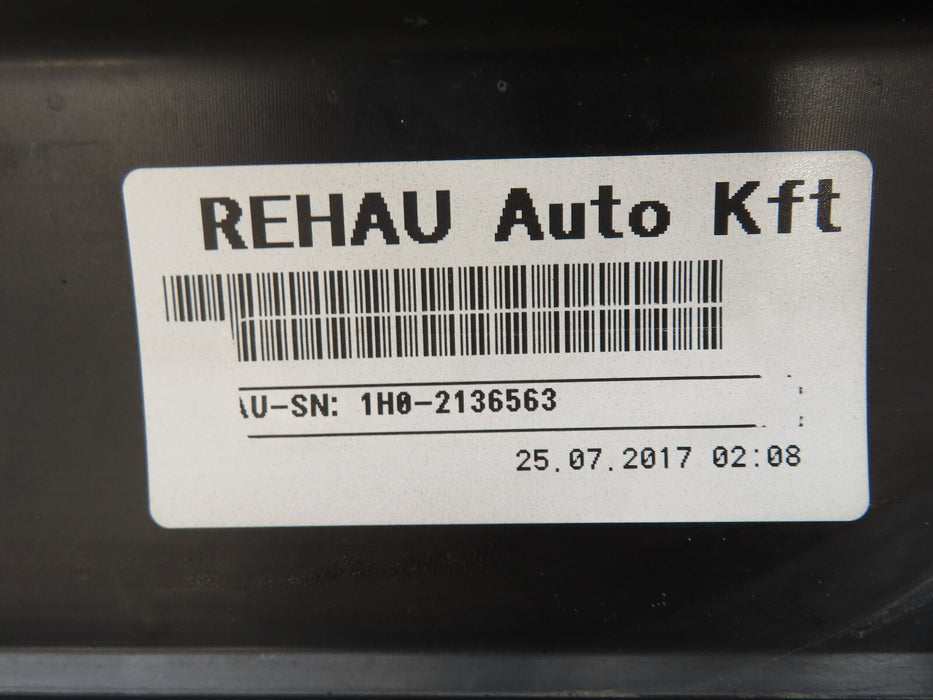 REHAU Auto Kft
AU-SN: 1H0-2136563
25.07.2017 02:08